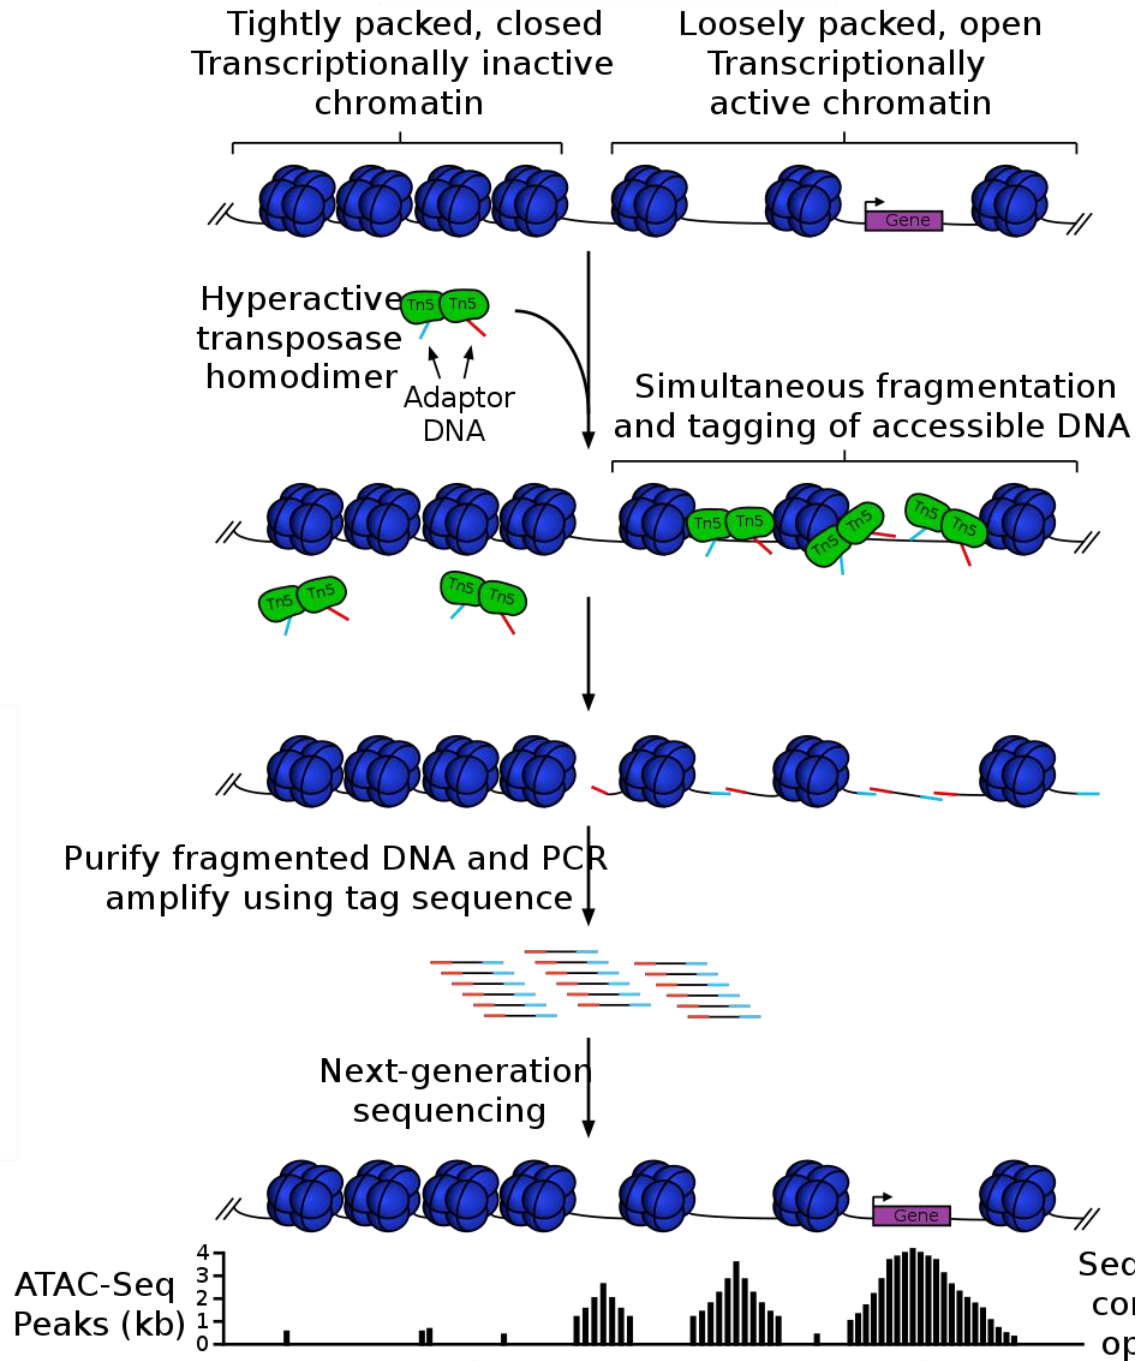 Tightly packed, closed
Transcriptionally inactive
chromatin
Loosely packed, open
Transcriptionally
active chromatin
Gene
Hyperactive
transposase
homodimer
Tn5 Tn5
Adaptor
DNA
Simultaneous fragmentation
and tagging of accessible DNA
Tn5 Tn5
Tn5 Tn5
Tn5 Tn5
Tn5 Tn5
Tn5 Tn5
Purify fragmented DNA and PCR
amplify using tag sequence
Next-generation
sequencing
Gene
ATAC-Seq
Peaks (kb)
4
3
2
1
0
Sec
cor
op